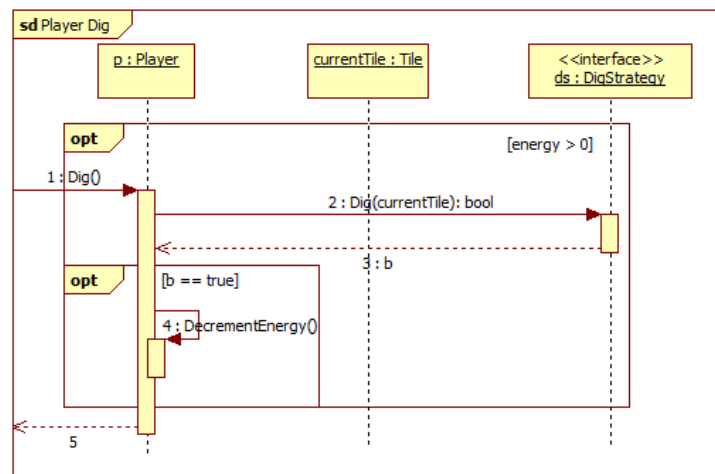 sd Player Dig
p : Player
currentTile : Tile
<<interface>>
ds : DigStrategy
opt
[energy > 0]
1 : Dig()
2 : Dig(currentTile): bool
3 : b
opt
[b == true]
4 : DecrementEnergy()
5